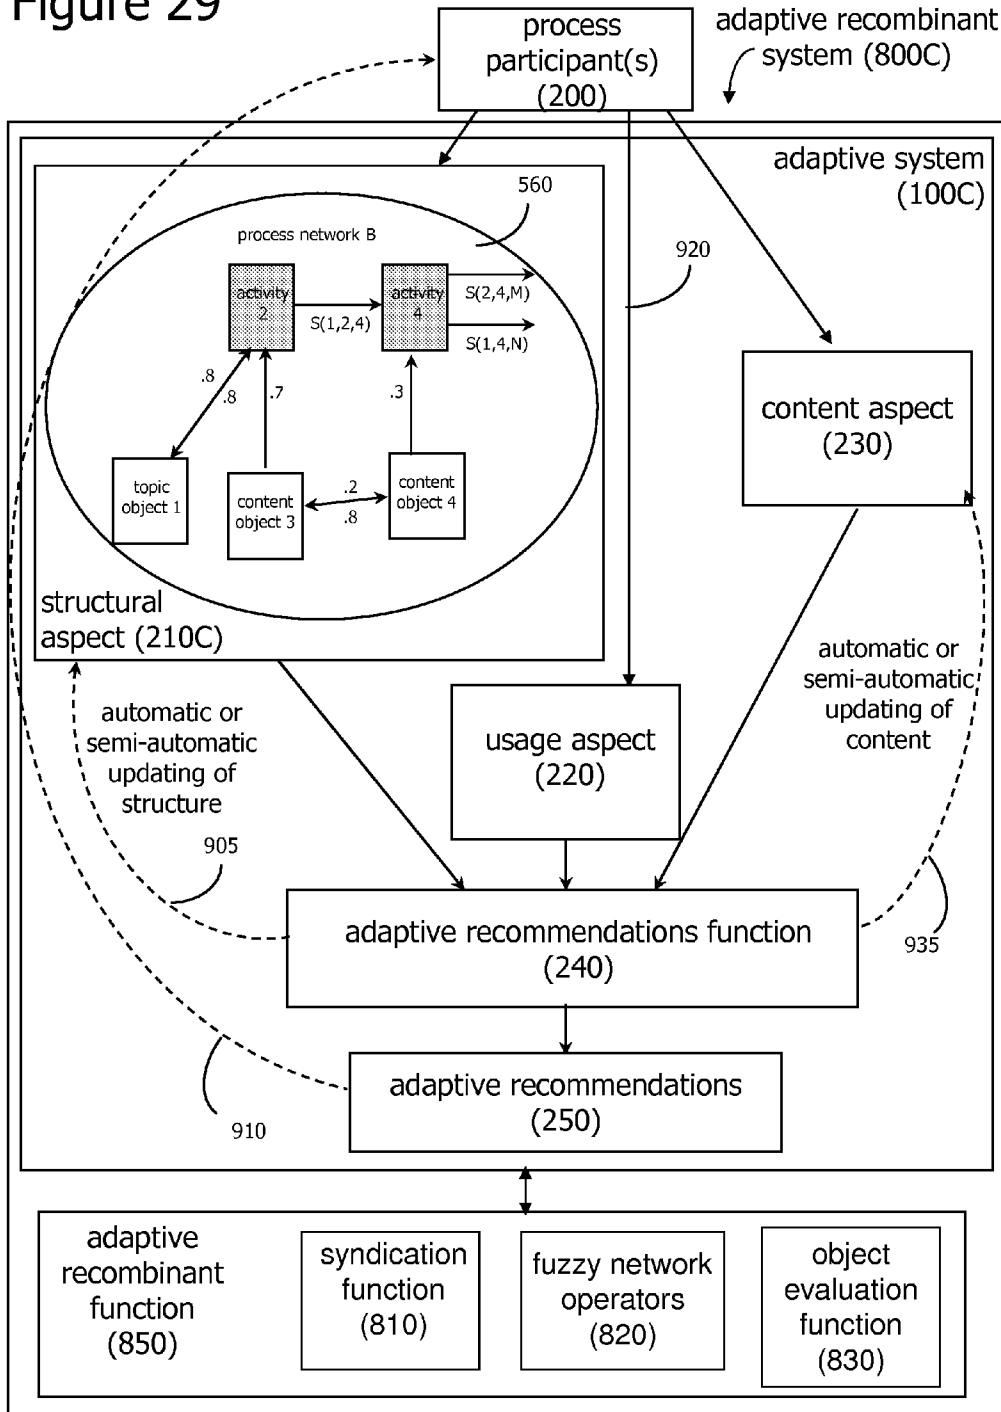 Figure 29
process
participant(s)
(200)
adaptive recombinant
system (800C)
adaptive system
(100C)
560
process network B
920
activity
2
activity
4
S(1,2,4)
S(2,4,M)
S(1,4,N)
.8
.8
.7
.3
topic
object 1
content
object 3
.2
.8
content
object 4
content aspect
(230)
structural
aspect (210C)
automatic or
semi-automatic
updating of
structure
905
usage aspect
(220)
automatic or
semi-automatic
updating of
content
935
adaptive recommendations function
(240)
adaptive recommendations
(250)
910
adaptive
recombinant
function
(850)
syndication
function
(810)
fuzzy network
operators
(820)
object
evaluation
function
(830)